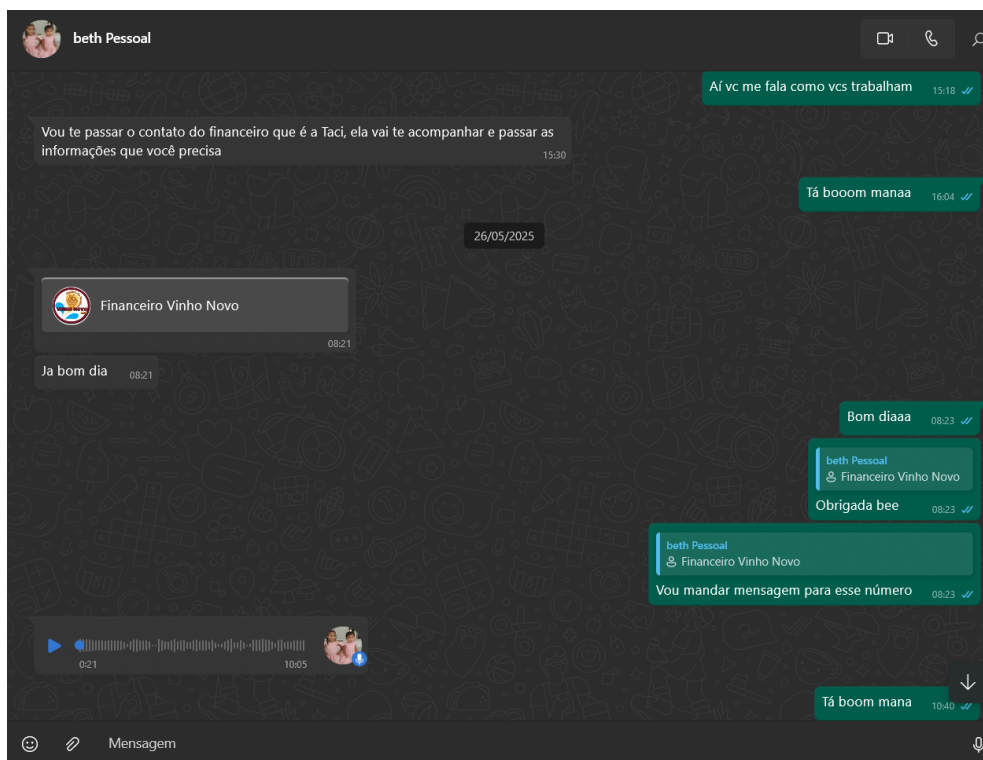 beth Pessoal
Aí vc me fala como vcs trabalham 15:18
Vou te passar o contato do financeiro que é a Taci, ela vai te acompanhar e passar as
informações que você precisa 15:30
Tá booom manaa 16:04
26/05/2025
VINHO NOVO
Financeiro Vinho Novo
08:21
Ja bom dia 08:21
Bom diaaa 08:23
beth Pessoal
Financeiro Vinho Novo
Obrigada bee 08:23
beth Pessoal
Financeiro Vinho Novo
Vou mandar mensagem para esse número 08:23
0:21 10:05
Tá boom mana 10:40
Mensagem